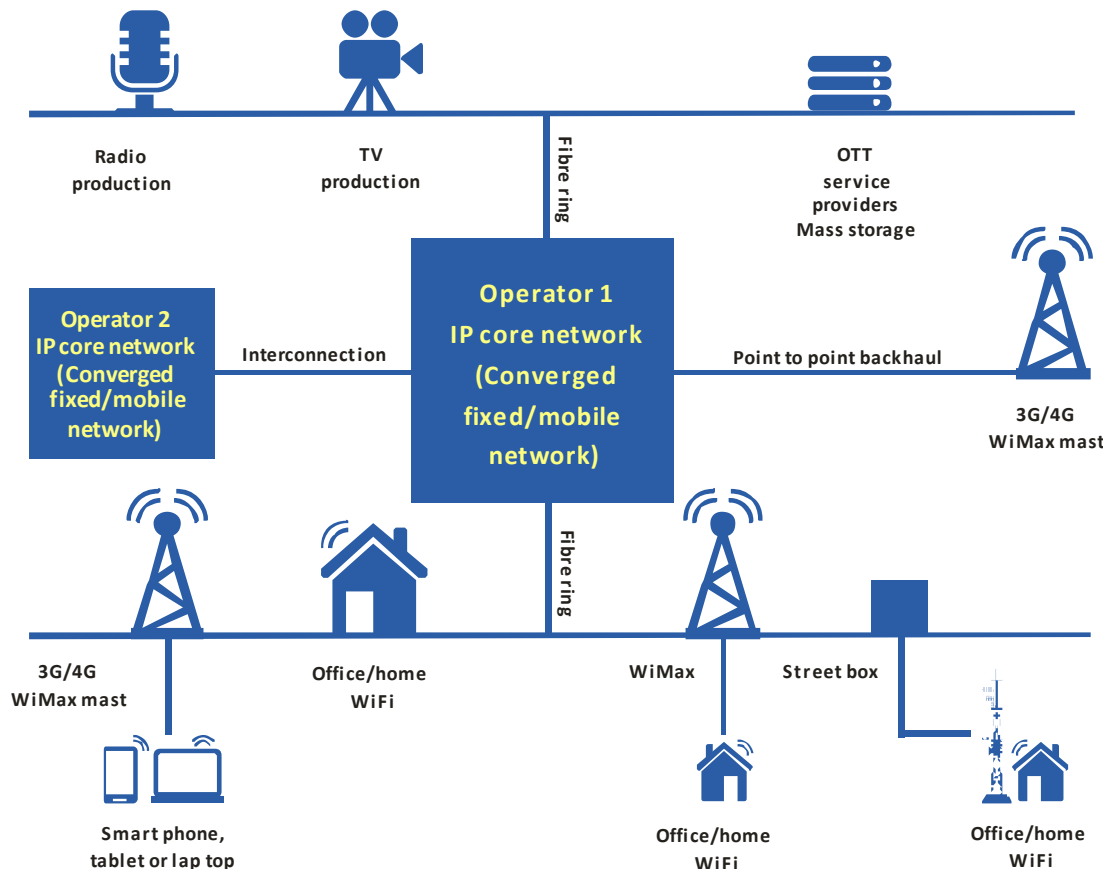 Radio
production
TV
production
Fibre ring
OTT
service
providers
Mass storage
Operator 2
IP core network
(Converged
fixed/mobile
network)
Interconnection
Operator 1
IP core network
(Converged
fixed/mobile
network)
Point to point backhaul
3G/4G
WiMax mast
Fibre ring
3G/4G
WiMax mast
Office/home
WiFi
WiMax
Street box
Smart phone,
tablet or lap top
Office/home
WiFi
Office/home
WiFi